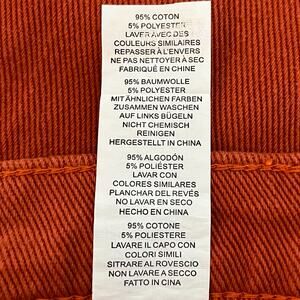 95% COTON
5% POLYESTER
LAVER AVEC DES
COULEURS SIMILAIRES
REPASSER À L'ENVERS
NE PAS NETTOYER À SEC
FABRIQUÉ EN CHINE
95% BAUMWOLLE
5% POLYESTER
MIT ÄHNLICHEN FARBEN
ZUSAMMEN WASCHEN
AUF LINKS BÜGELN
NICHT CHEMISCH
REINIGEN
HERGESTELLT IN CHINA
95% ALGODÓN
5% POLIÉSTER
LAVAR CON
COLORES SIMILARES
PLANCHAR DEL REVÉS
NO LAVAR EN SECO
HECHO EN CHINA
95% COTONE
5% POLIESTERE
LAVARE IL CAPO CON
COLORI SIMILI
SITRARE AL ROVESCIO
NON LAVARE A SECCO
FATTO IN CINA